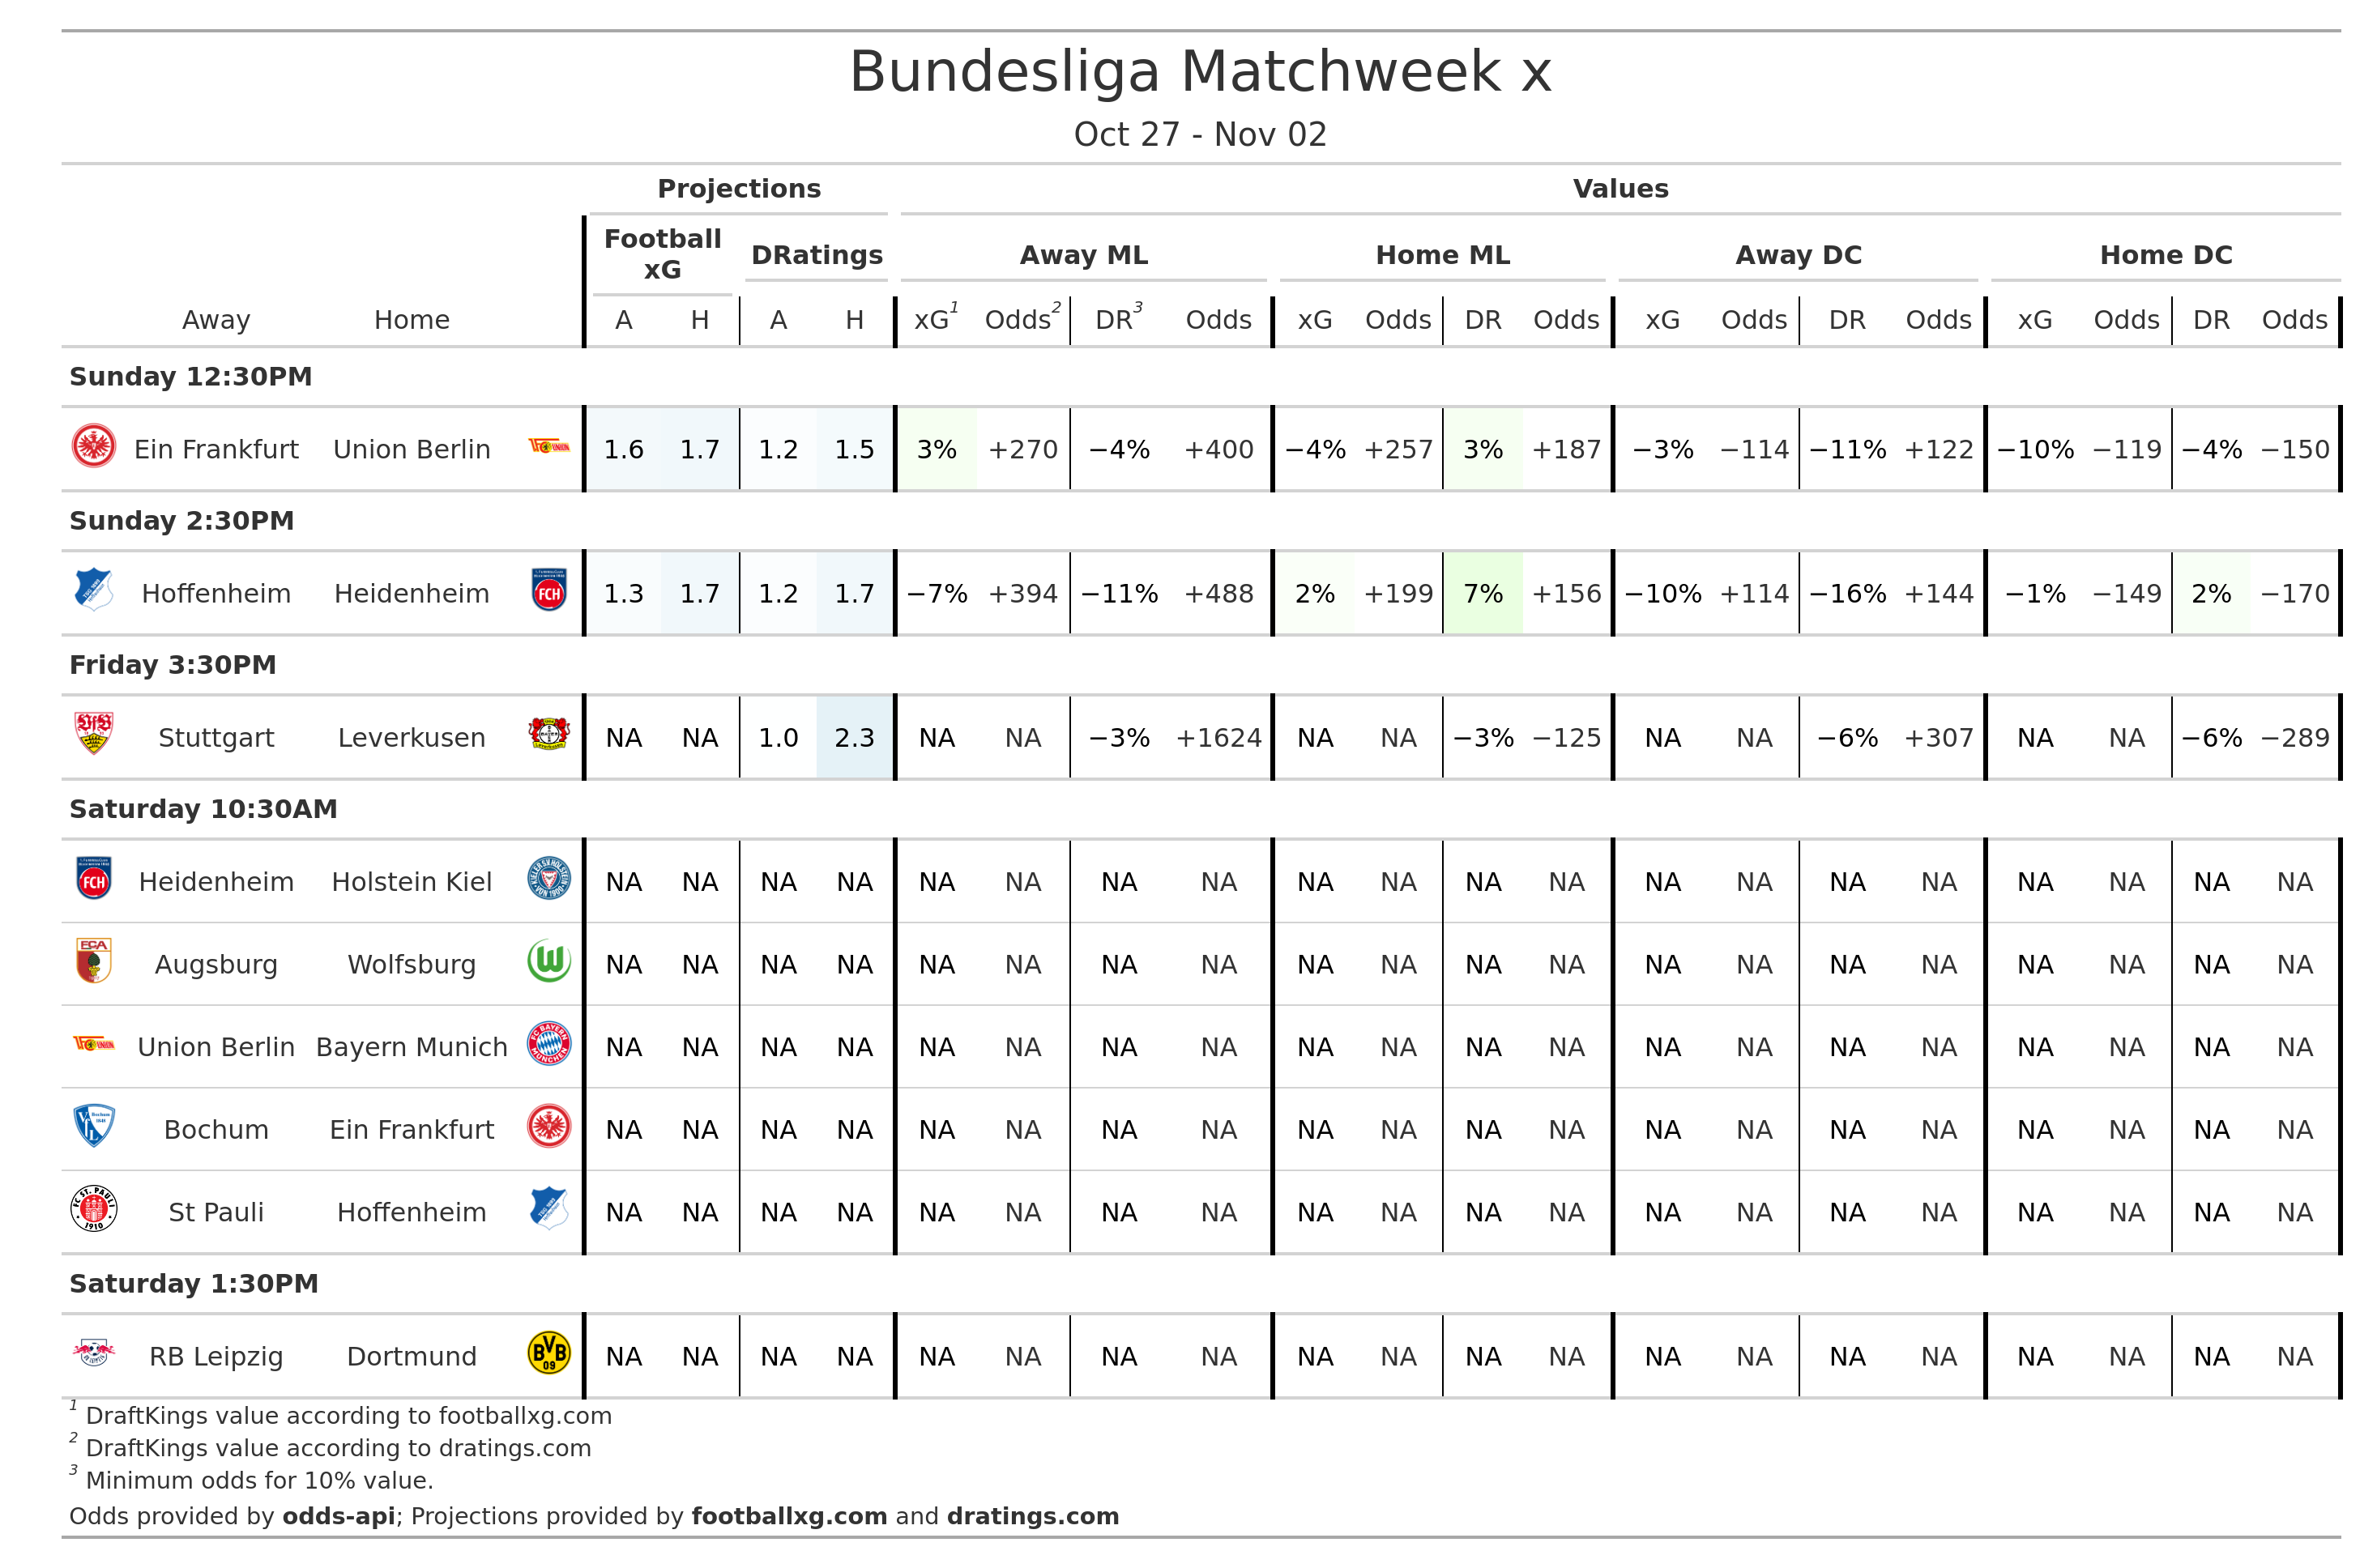 Bundesliga Matchweek x
Oct 27 - Nov 02
Projections Values
Football xG DRatings Away ML Home ML Away DC Home DC
Away Home A H A H xG1 Odds2 DR3 Odds xG Odds DR Odds xG Odds DR Odds xG Odds DR Odds
Sunday 12:30PM
Ein Frankfurt Union Berlin 1.6 1.7 1.2 1.5 3% +270 −4% +400 −4% +257 3% +187 −3% −114 −11% +122 −10% −119 −4% −150
Sunday 2:30PM
Hoffenheim Heidenheim 1.3 1.7 1.2 1.7 −7% +394 −11% +488 2% +199 7% +156 −10% +114 −16% +144 −1% −149 2% −170
Friday 3:30PM
Stuttgart Leverkusen NA NA 1.0 2.3 NA NA −3% +1624 NA NA −3% −125 NA NA −6% +307 NA NA −6% −289
Saturday 10:30AM
Heidenheim Holstein Kiel NA NA NA NA NA NA NA NA NA NA NA NA NA NA NA NA NA NA NA NA
Augsburg Wolfsburg NA NA NA NA NA NA NA NA NA NA NA NA NA NA NA NA NA NA NA NA
Union Berlin Bayern Munich NA NA NA NA NA NA NA NA NA NA NA NA NA NA NA NA NA NA NA NA
Bochum Ein Frankfurt NA NA NA NA NA NA NA NA NA NA NA NA NA NA NA NA NA NA NA NA
St Pauli Hoffenheim NA NA NA NA NA NA NA NA NA NA NA NA NA NA NA NA NA NA NA NA
Saturday 1:30PM
RB Leipzig Dortmund NA NA NA NA NA NA NA NA NA NA NA NA NA NA NA NA NA NA NA NA
1 DraftKings value according to footballxg.com
2 DraftKings value according to dratings.com
3 Minimum odds for 10% value.
Odds provided by odds-api; Projections provided by footballxg.com and dratings.com